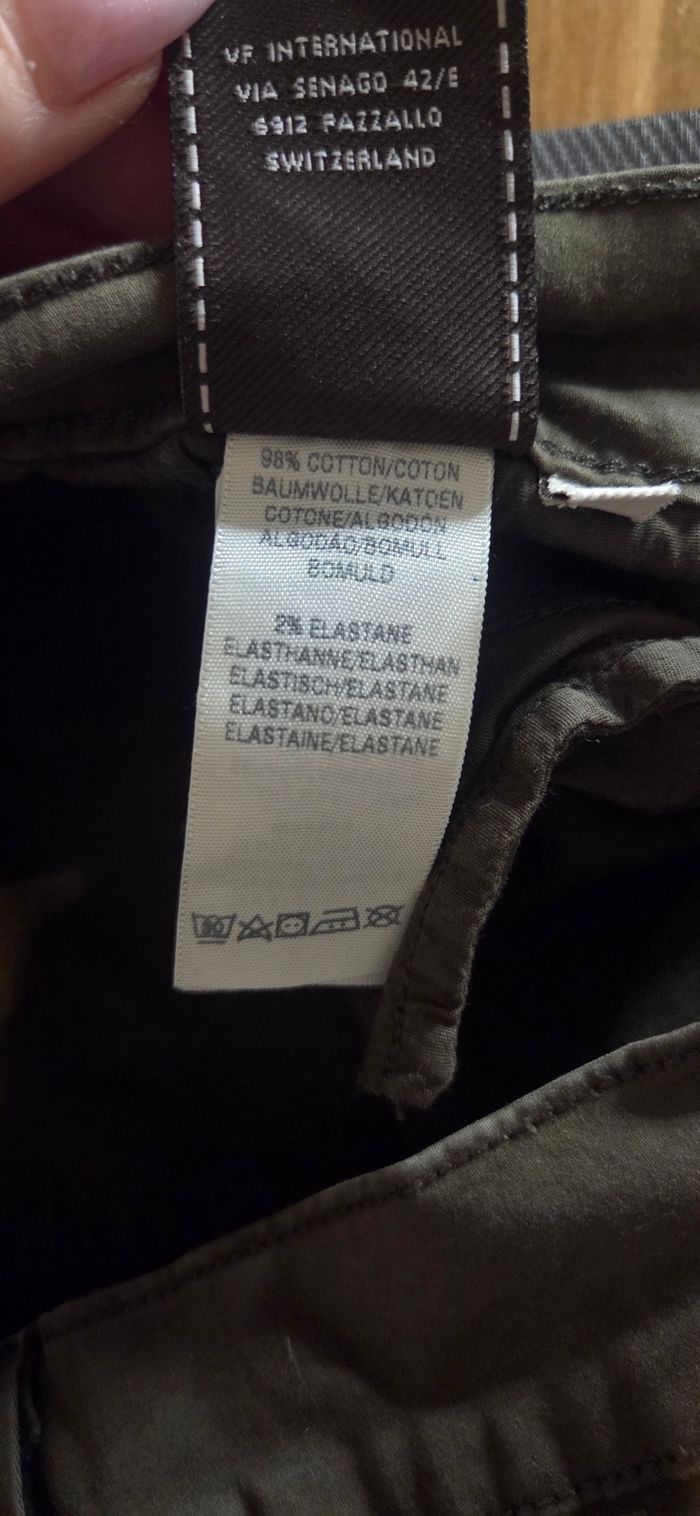 VF INTERNATIONAL
VIA SENAGO 42/E
6912 PAZZALLO
SWITZERLAND
98% COTTON/COTON
BAUMWOLLE/KATOEN
COTONE/ALGODÓN
ALGODÃO/BOMULL
BOMULD
2% ELASTANE
ELASTHANNE/ELASTHAN
ELASTISCH/ELASTANE
ELASTANO/ELASTANE
ELASTAINE/ELASTANE